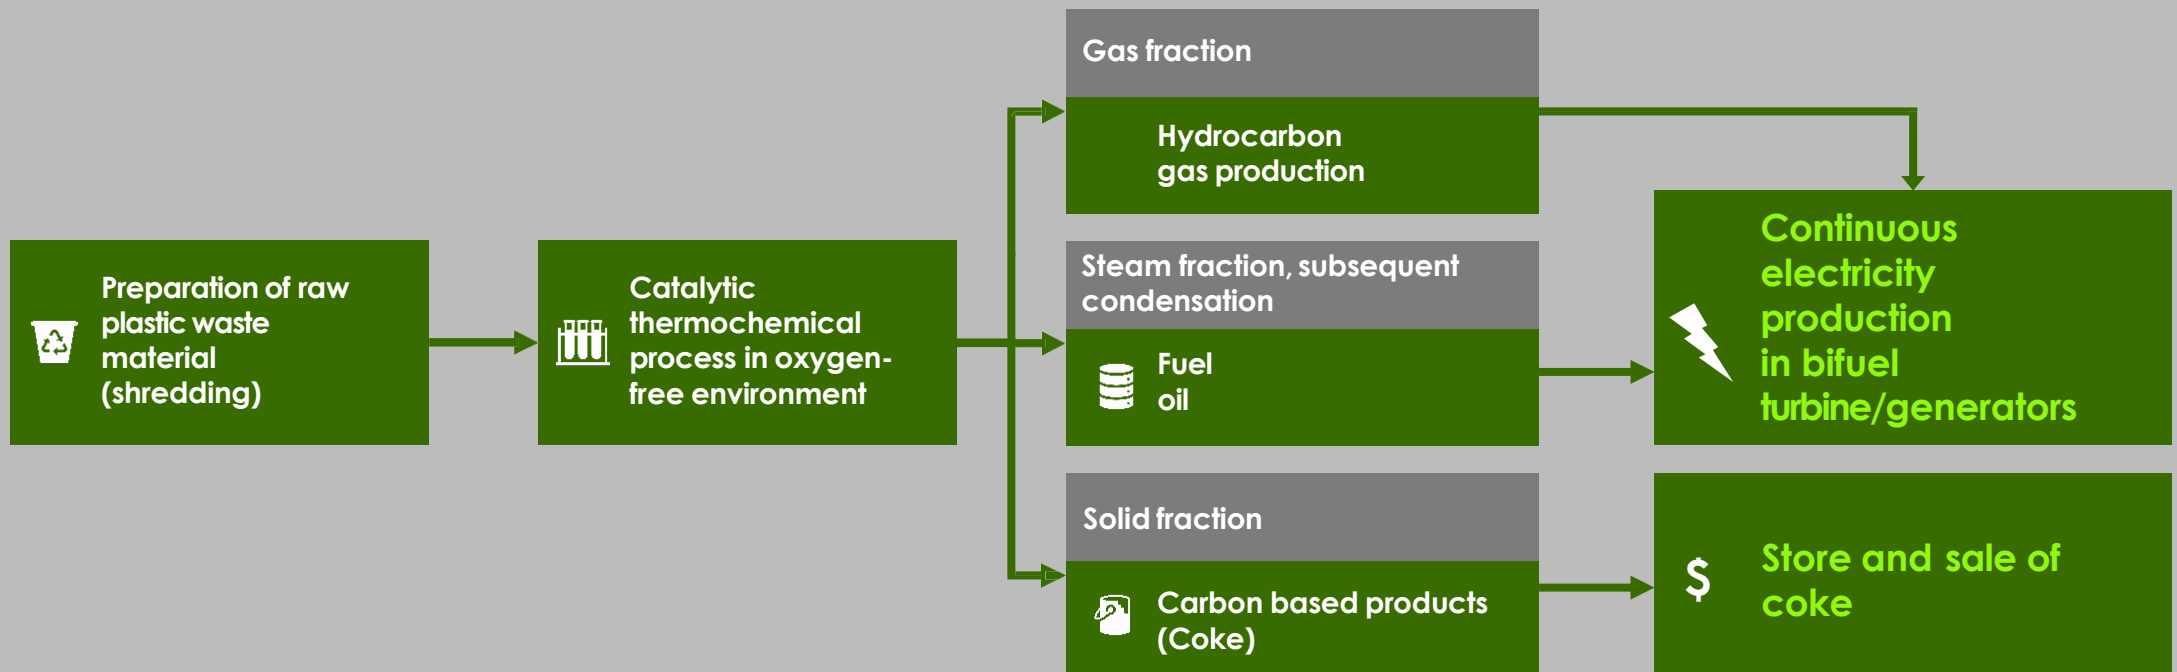 Preparation of raw
plastic waste
material
(shredding)
Catalytic
thermochemical
process in oxygen-
free environment
Gas fraction
Hydrocarbon
gas production
Steam fraction, subsequent
condensation
Fuel
oil
Solid fraction
Carbon based products
(Coke)
Continuous
electricity
production
in bifuel
turbine/generators
$
Store and sale of
coke